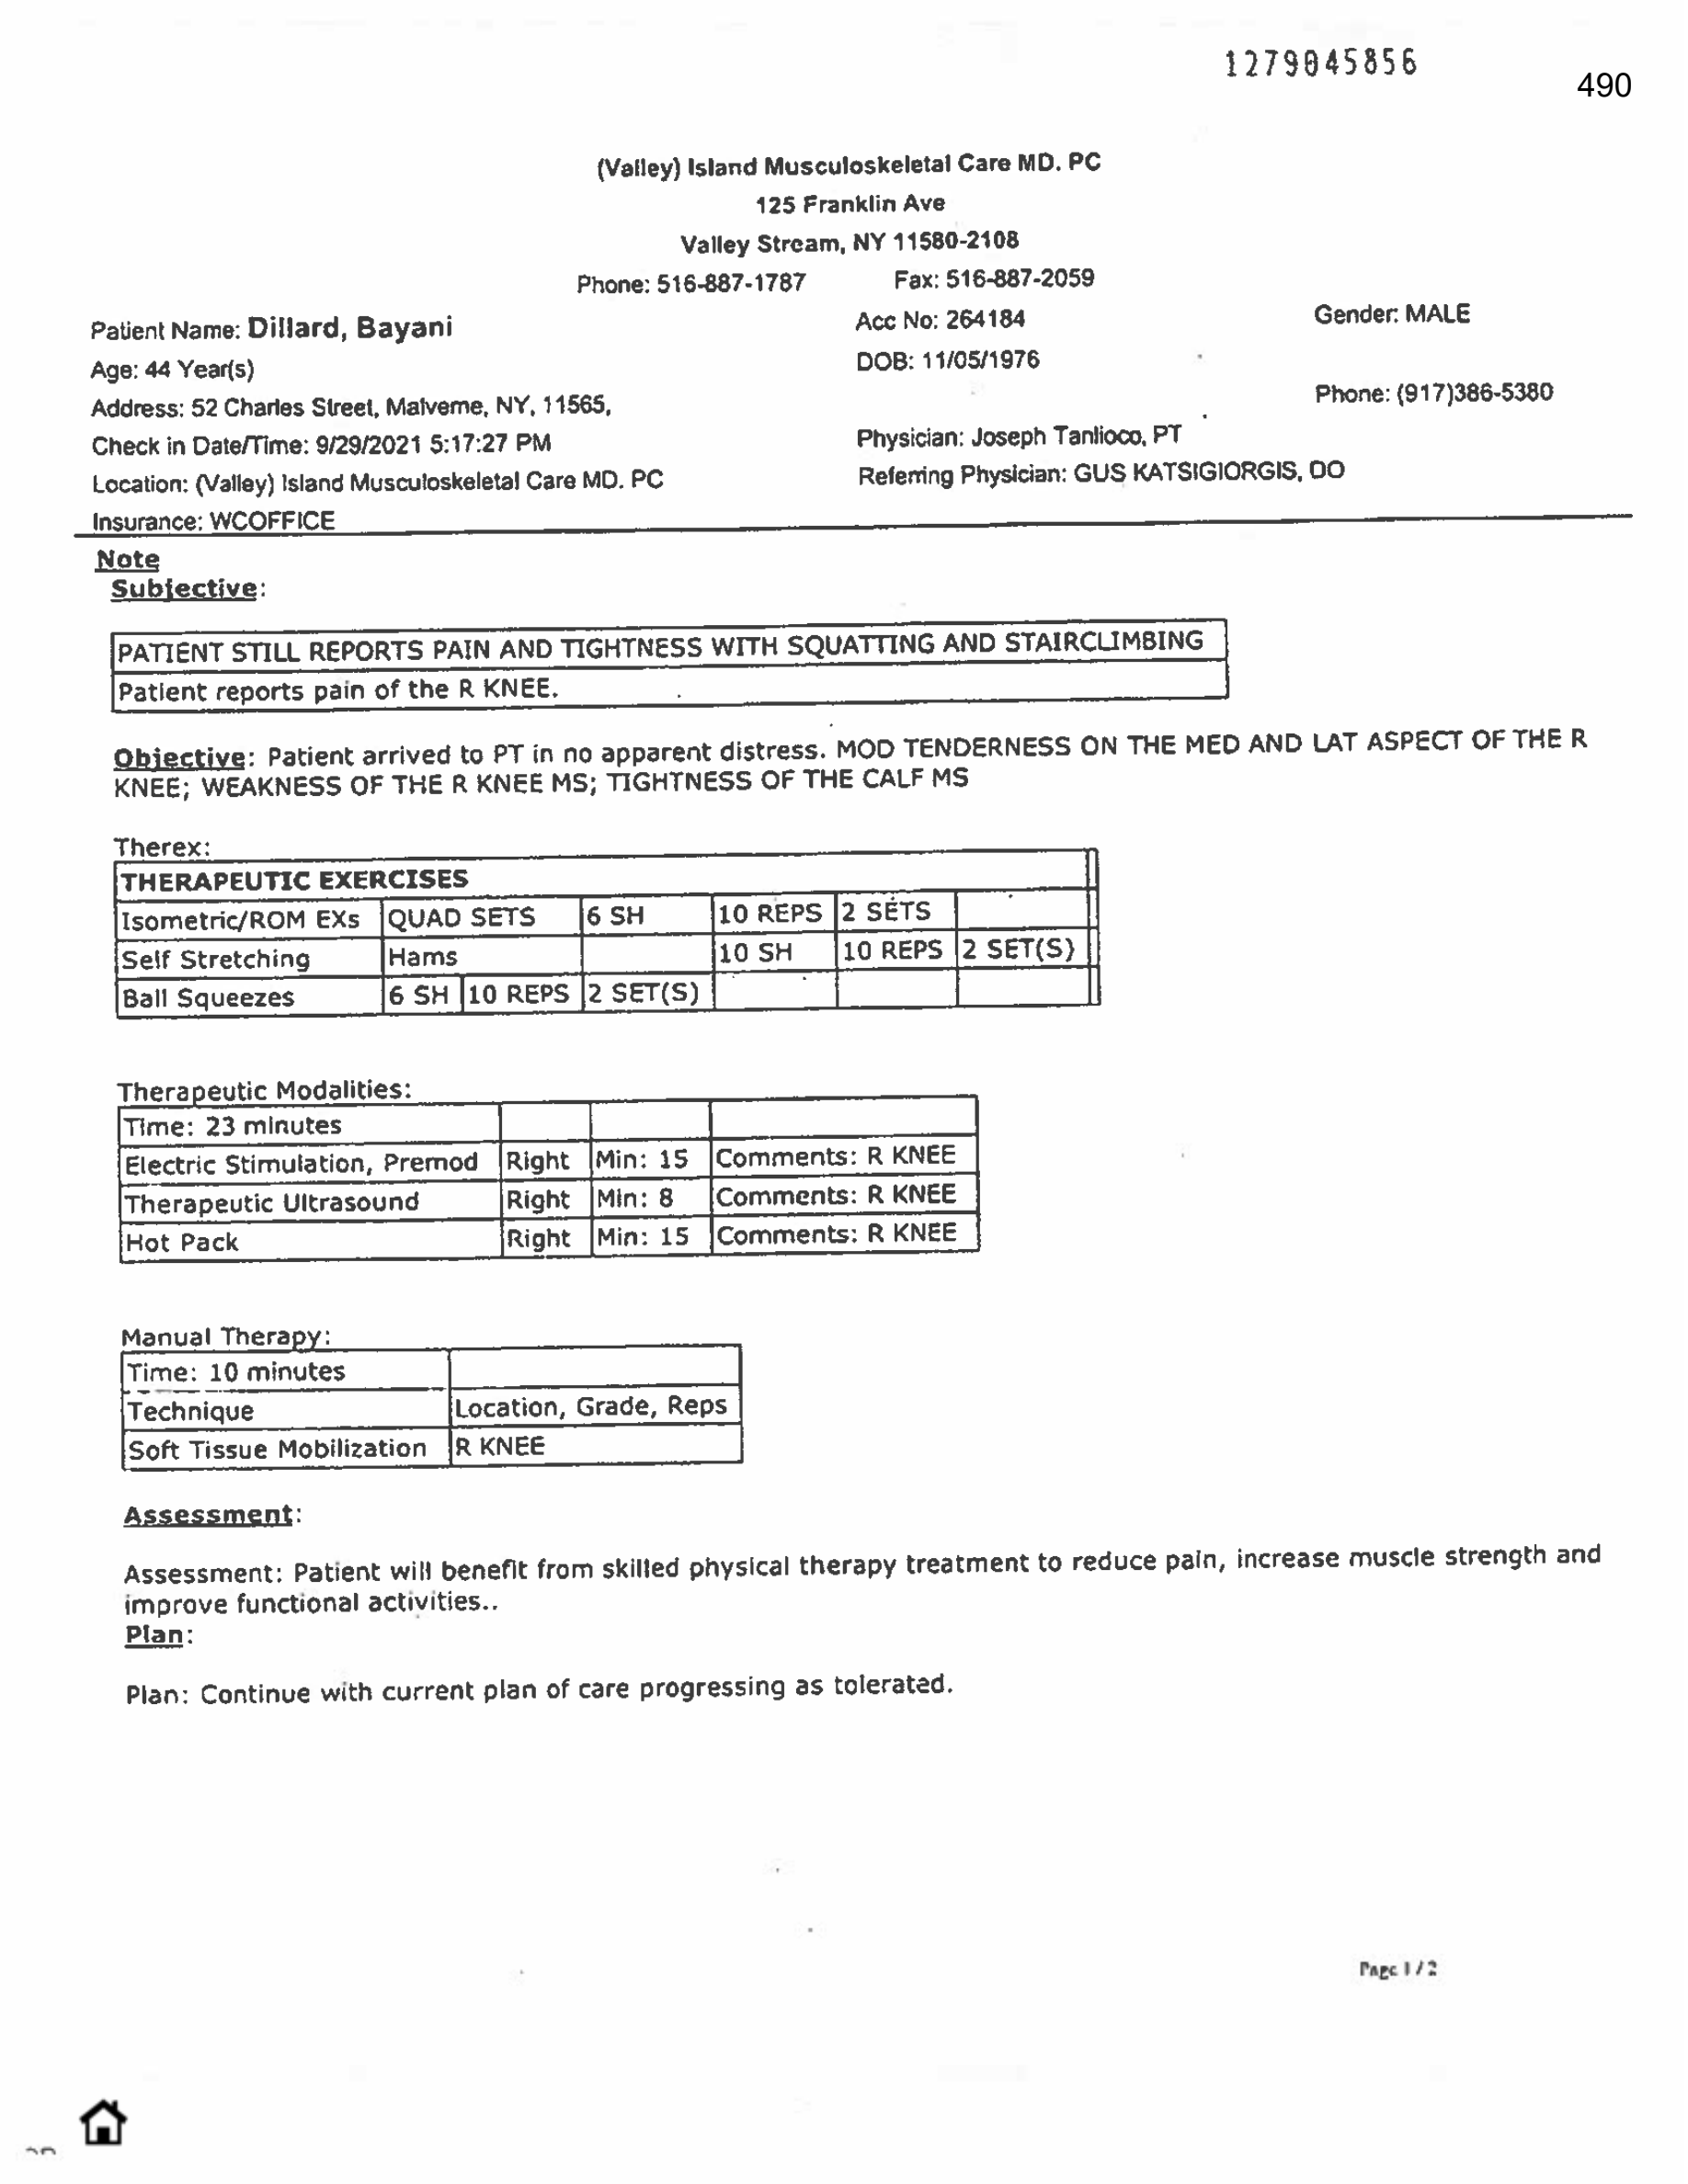 1279045856
490
(Valley) Island Musculoskeletal Care MD. PC
125 Franklin Ave
Valley Stream, NY 11580-2108
Phone: 516-887-1787 Fax: 516-887-2059
Patient Name: Dillard, Bayani Acc No: 264184 Gender: MALE
Age: 44 Year(s) DOB: 11/05/1976
Address: 52 Charles Street, Malverne, NY, 11565, Phone: (917)386-5380
Check in Date/Time: 9/29/2021 5:17:27 PM Physician: Joseph Tanlioco, PT
Location: (Valley) Island Musculoskeletal Care MD. PC Referring Physician: GUS KATSIGIORGIS, DO
Insurance: WCOFFICE
Note
Subjective:
PATIENT STILL REPORTS PAIN AND TIGHTNESS WITH SQUATTING AND STAIRCLIMBING
Patient reports pain of the R KNEE.
Objective: Patient arrived to PT in no apparent distress. MOD TENDERNESS ON THE MED AND LAT ASPECT OF THE R
KNEE; WEAKNESS OF THE R KNEE MS; TIGHTNESS OF THE CALF MS
Therex:
THERAPEUTIC EXERCISES
Isometric/ROM EXs QUAD SETS 6 SH 10 REPS 2 SETS
Self Stretching Hams 10 SH 10 REPS 2 SET(S)
Ball Squeezes 6 SH 10 REPS 2 SET(S)
Therapeutic Modalities:
Time: 23 minutes
Electric Stimulation, Premod Right Min: 15 Comments: R KNEE
Therapeutic Ultrasound Right Min: 8 Comments: R KNEE
Hot Pack Right Min: 15 Comments: R KNEE
Manual Therapy:
Time: 10 minutes
Technique Location, Grade, Reps
Soft Tissue Mobilization R KNEE
Assessment:
Assessment: Patient will benefit from skilled physical therapy treatment to reduce pain, increase muscle strength and
improve functional activities..
Plan:
Plan: Continue with current plan of care progressing as tolerated.
Page 1 / 2